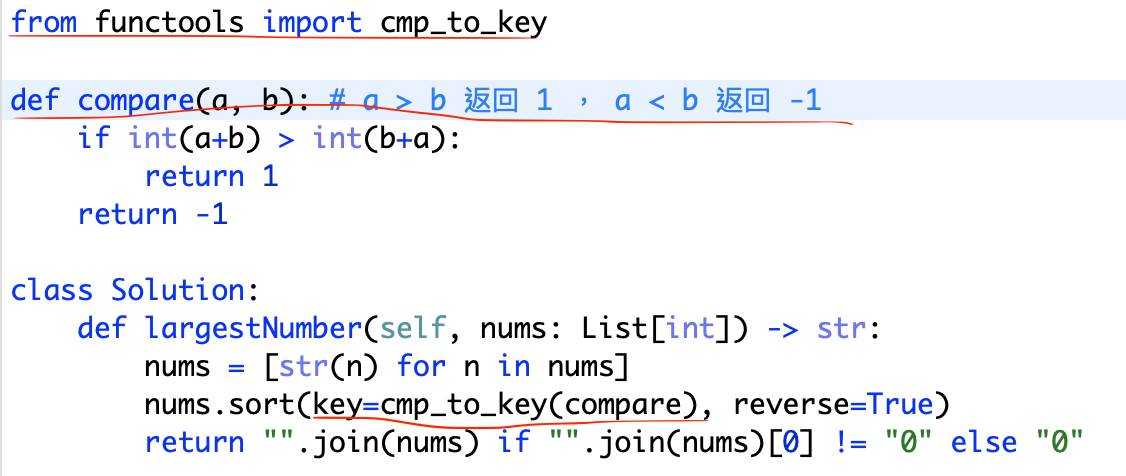 from functools import cmp_to_key
def compare(a, b): # a > b 返回 1 ， a < b 返回 -1
    if int(a+b) > int(b+a):
        return 1
    return -1
class Solution:
    def largestNumber(self, nums: List[int]) -> str:
        nums = [str(n) for n in nums]
        nums.sort(key=cmp_to_key(compare), reverse=True)
        return "".join(nums) if "".join(nums)[0] != "0" else "0"